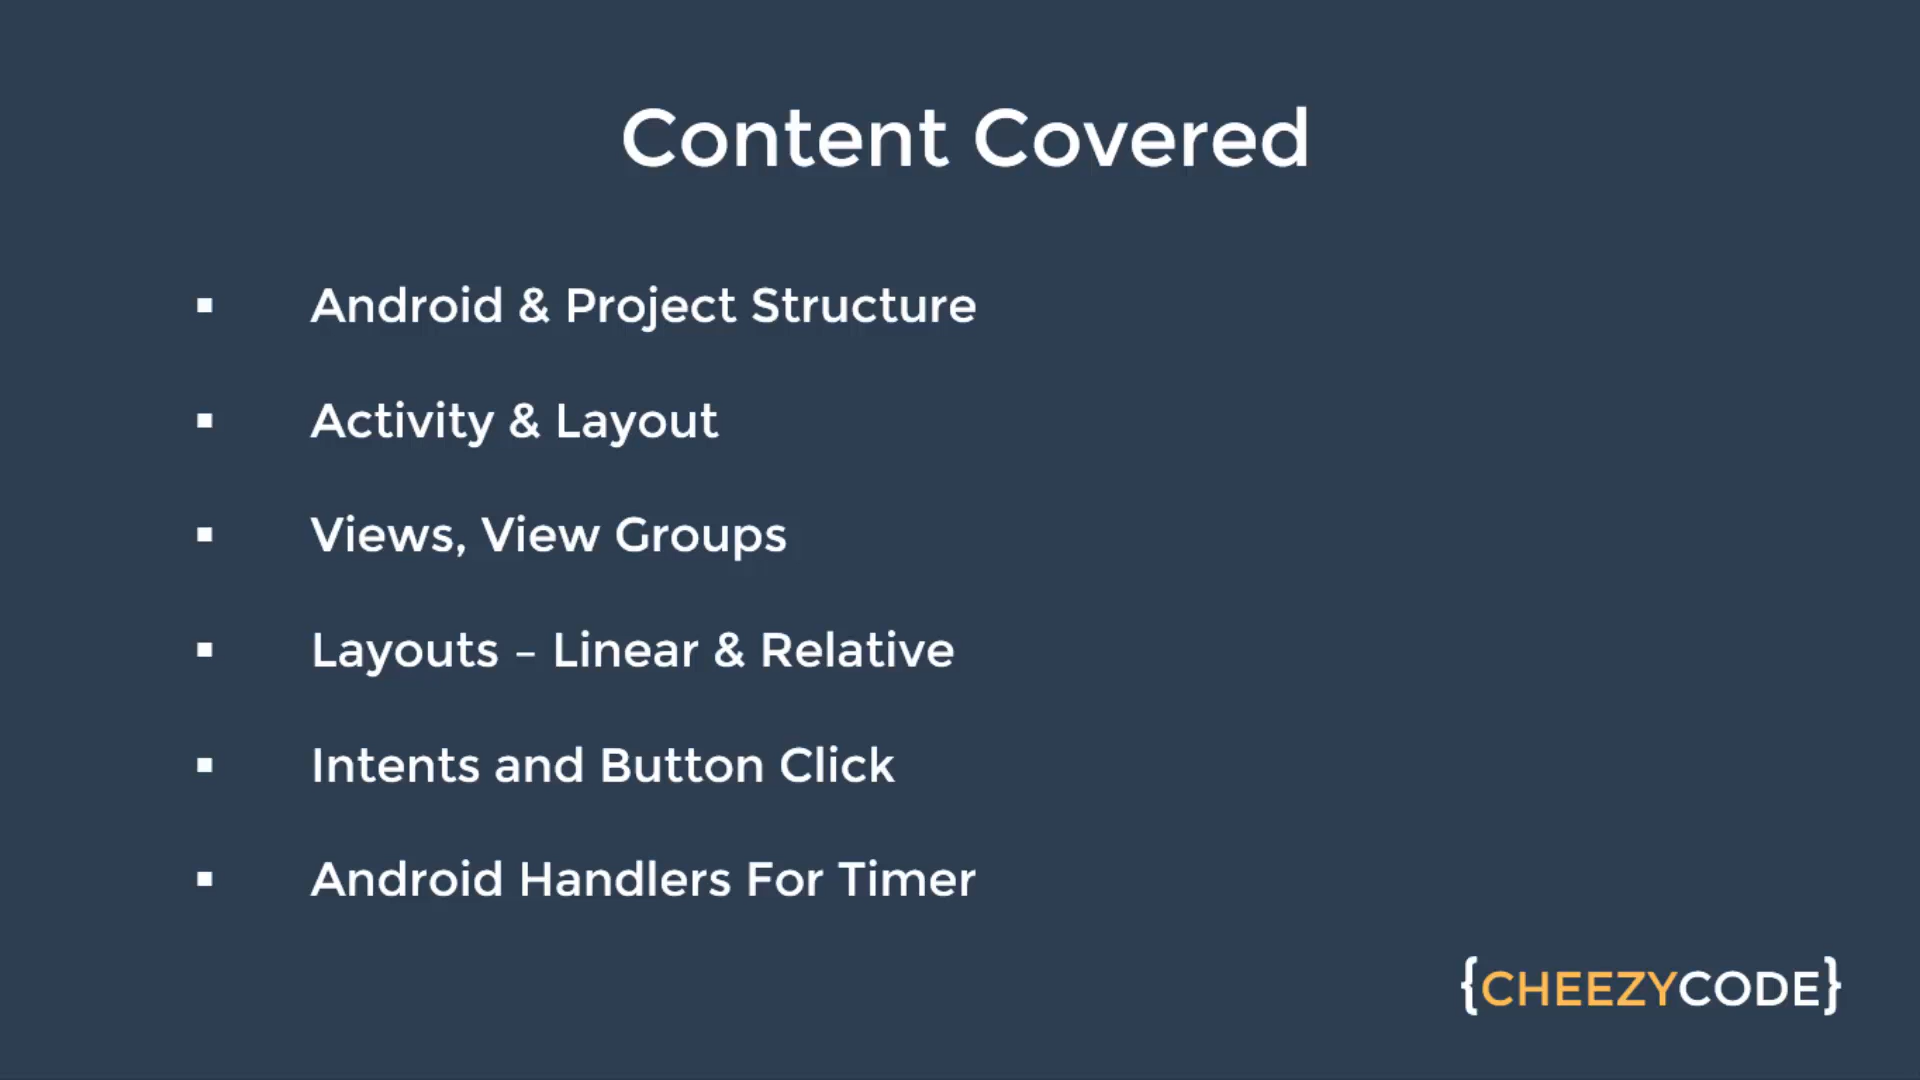 Content Covered
▪ Android & Project Structure
▪ Activity & Layout
▪ Views, View Groups
▪ Layouts – Linear & Relative
▪ Intents and Button Click
▪ Android Handlers For Timer
{CHEEZYCODE}